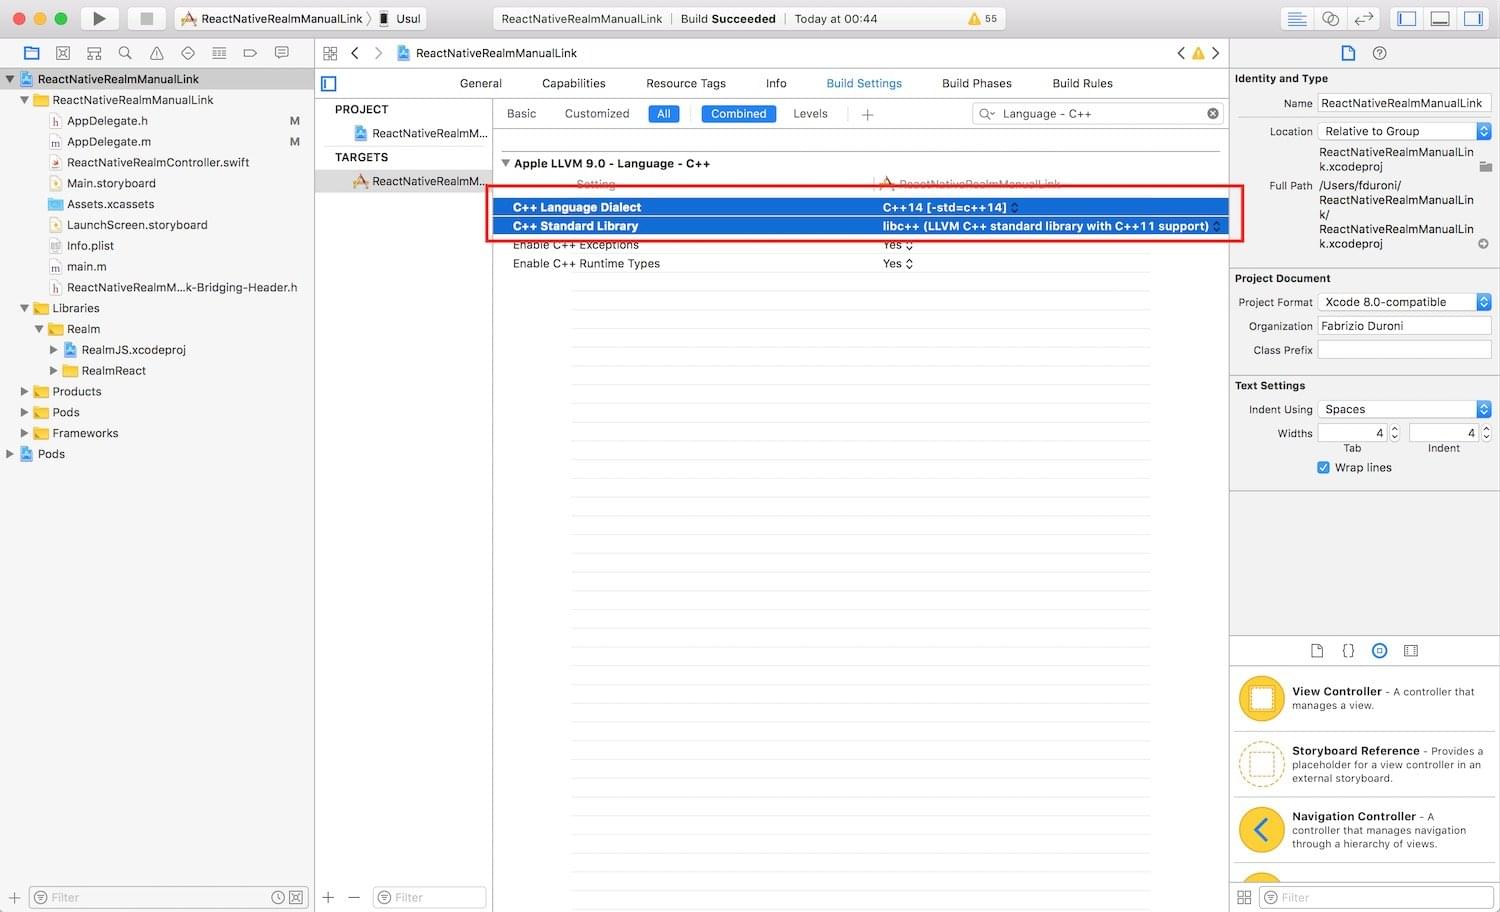 ReactNativeRealmManualLink
Usul
ReactNativeRealmManualLink
Build Succeeded
Today at 00:44
55
ReactNativeRealmManualLink
ReactNativeRealmManualLink
AppDelegate.h
M
AppDelegate.m
M
ReactNativeRealmController.swift
Main.storyboard
Assets.xcassets
LaunchScreen.storyboard
Info.plist
main.m
ReactNativeRealmM...k-Bridging-Header.h
Libraries
Realm
RealmJS.xcodeproj
RealmReact
Products
Pods
Frameworks
Pods
Filter
ReactNativeRealmManualLink
General
Capabilities
Resource Tags
Info
Build Settings
Build Phases
Build Rules
PROJECT
ReactNativeRealmM...
TARGETS
ReactNativeRealmM...
Filter
Basic
Customized
All
Combined
Levels
Language - C++
Apple LLVM 9.0 - Language - C++
Setting
ReactNativeRealmManualLink
C++ Language Dialect
C++14 [-std=c++14]
C++ Standard Library
libc++ (LLVM C++ standard library with C++11 support)
Enable C++ Exceptions
Yes
Enable C++ Runtime Types
Yes
Identity and Type
Name
ReactNativeRealmManualLink
Location
Relative to Group
ReactNativeRealmManualLin
k.xcodeproj
Full Path
/Users/fduroni/
ReactNativeRealmManualLin
k/
ReactNativeRealmManualLin
k.xcodeproj
Project Document
Project Format
Xcode 8.0-compatible
Organization
Fabrizio Duroni
Class Prefix
Text Settings
Indent Using
Spaces
Widths
4
4
Tab
Indent
Wrap lines
View Controller - A controller that
manages a view.
Storyboard Reference - Provides a
placeholder for a view controller in an
external storyboard.
Navigation Controller - A
controller that manages navigation
through a hierarchy of views.
Filter